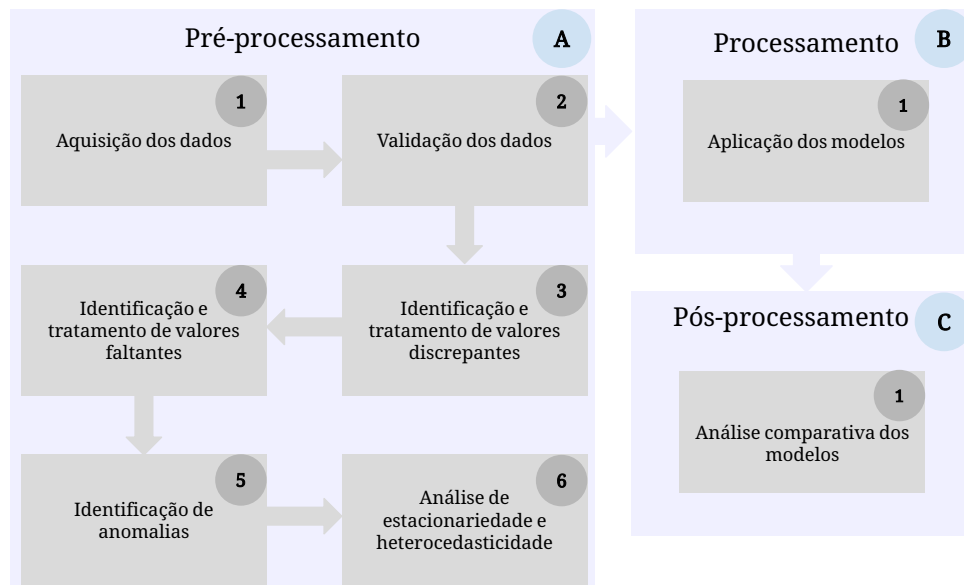 Pré-processamento
A
1
Aquisição dos dados
2
Validação dos dados
3
Identificação e
tratamento de valores
discrepantes
4
Identificação e
tratamento de valores
faltantes
5
Identificação de
anomalias
6
Análise de
estacionariedade e
heterocedasticidade
Processamento
B
1
Aplicação dos modelos
Pós-processamento
C
1
Análise comparativa dos
modelos